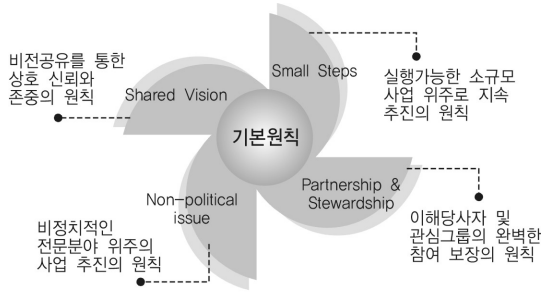 비전공유를 통한
상호 신뢰와
존중의 원칙
Shared Vision
Small Steps
실행가능한 소규모
사업 위주로 지속
추진의 원칙
기본원칙
Non-political
issue
비정치적인
전문분야 위주의
사업 추진의 원칙
Partnership &
Stewardship
이해당사자 및
관심그룹의 완벽한
참여 보장의 원칙